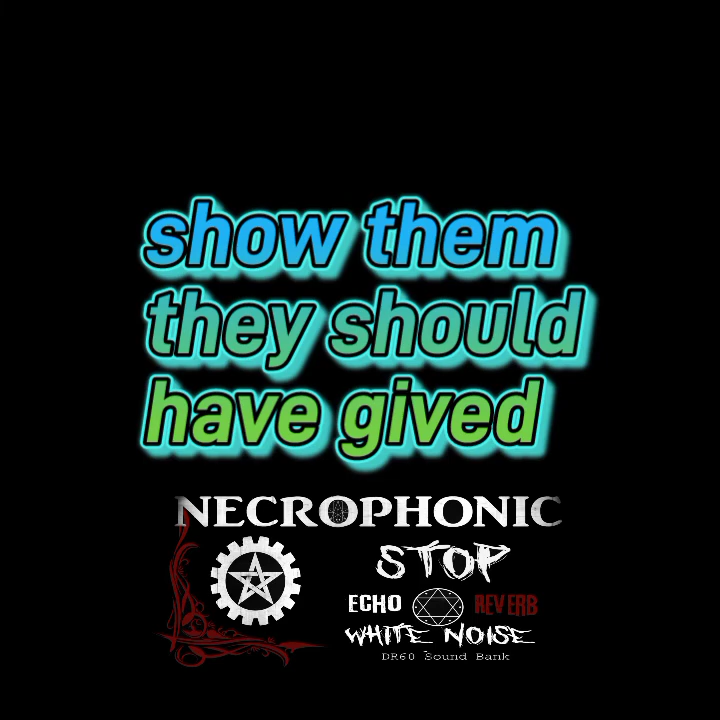 show them
they should
have gived
NECROPHONIC
STOP
ECHO REVERB
WHITE NOISE
DR60 Sound Bank